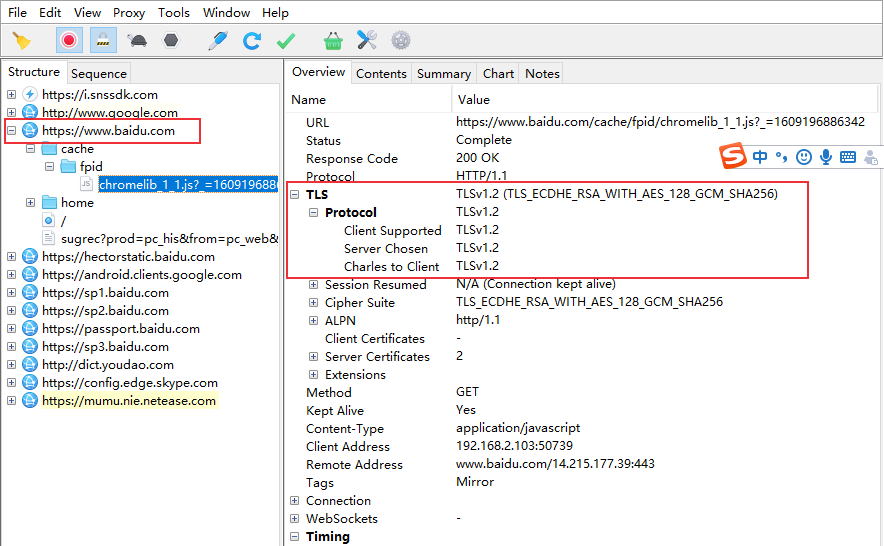 File Edit View Proxy Tools Window Help
Structure Sequence
https://i.snssdk.com
http://www.google.com
https://www.baidu.com
cache
fpid
JS chromelib_1_1.js?_=1609196886
home
/
sugrec?prod=pc_his&from=pc_web&
https://hectorstatic.baidu.com
https://android.clients.google.com
https://sp1.baidu.com
https://sp2.baidu.com
https://passport.baidu.com
https://sp3.baidu.com
http://dict.youdao.com
https://config.edge.skype.com
https://mumu.nie.netease.com
Overview Contents Summary Chart Notes
Name Value
URL https://www.baidu.com/cache/fpid/chromelib_1_1.js?_=1609196886342
Status Complete
Response Code 200 OK
Protocol HTTP/1.1
S 中 °,
TLS TLSv1.2 (TLS_ECDHE_RSA_WITH_AES_128_GCM_SHA256)
Protocol TLSv1.2
Client Supported TLSv1.2
Server Chosen TLSv1.2
Charles to Client TLSv1.2
Session Resumed N/A (Connection kept alive)
Cipher Suite TLS_ECDHE_RSA_WITH_AES_128_GCM_SHA256
ALPN http/1.1
Client Certificates -
Server Certificates 2
Extensions
Method GET
Kept Alive Yes
Content-Type application/javascript
Client Address 192.168.2.103:50739
Remote Address www.baidu.com/14.215.177.39:443
Tags Mirror
Connection
WebSockets -
Timing